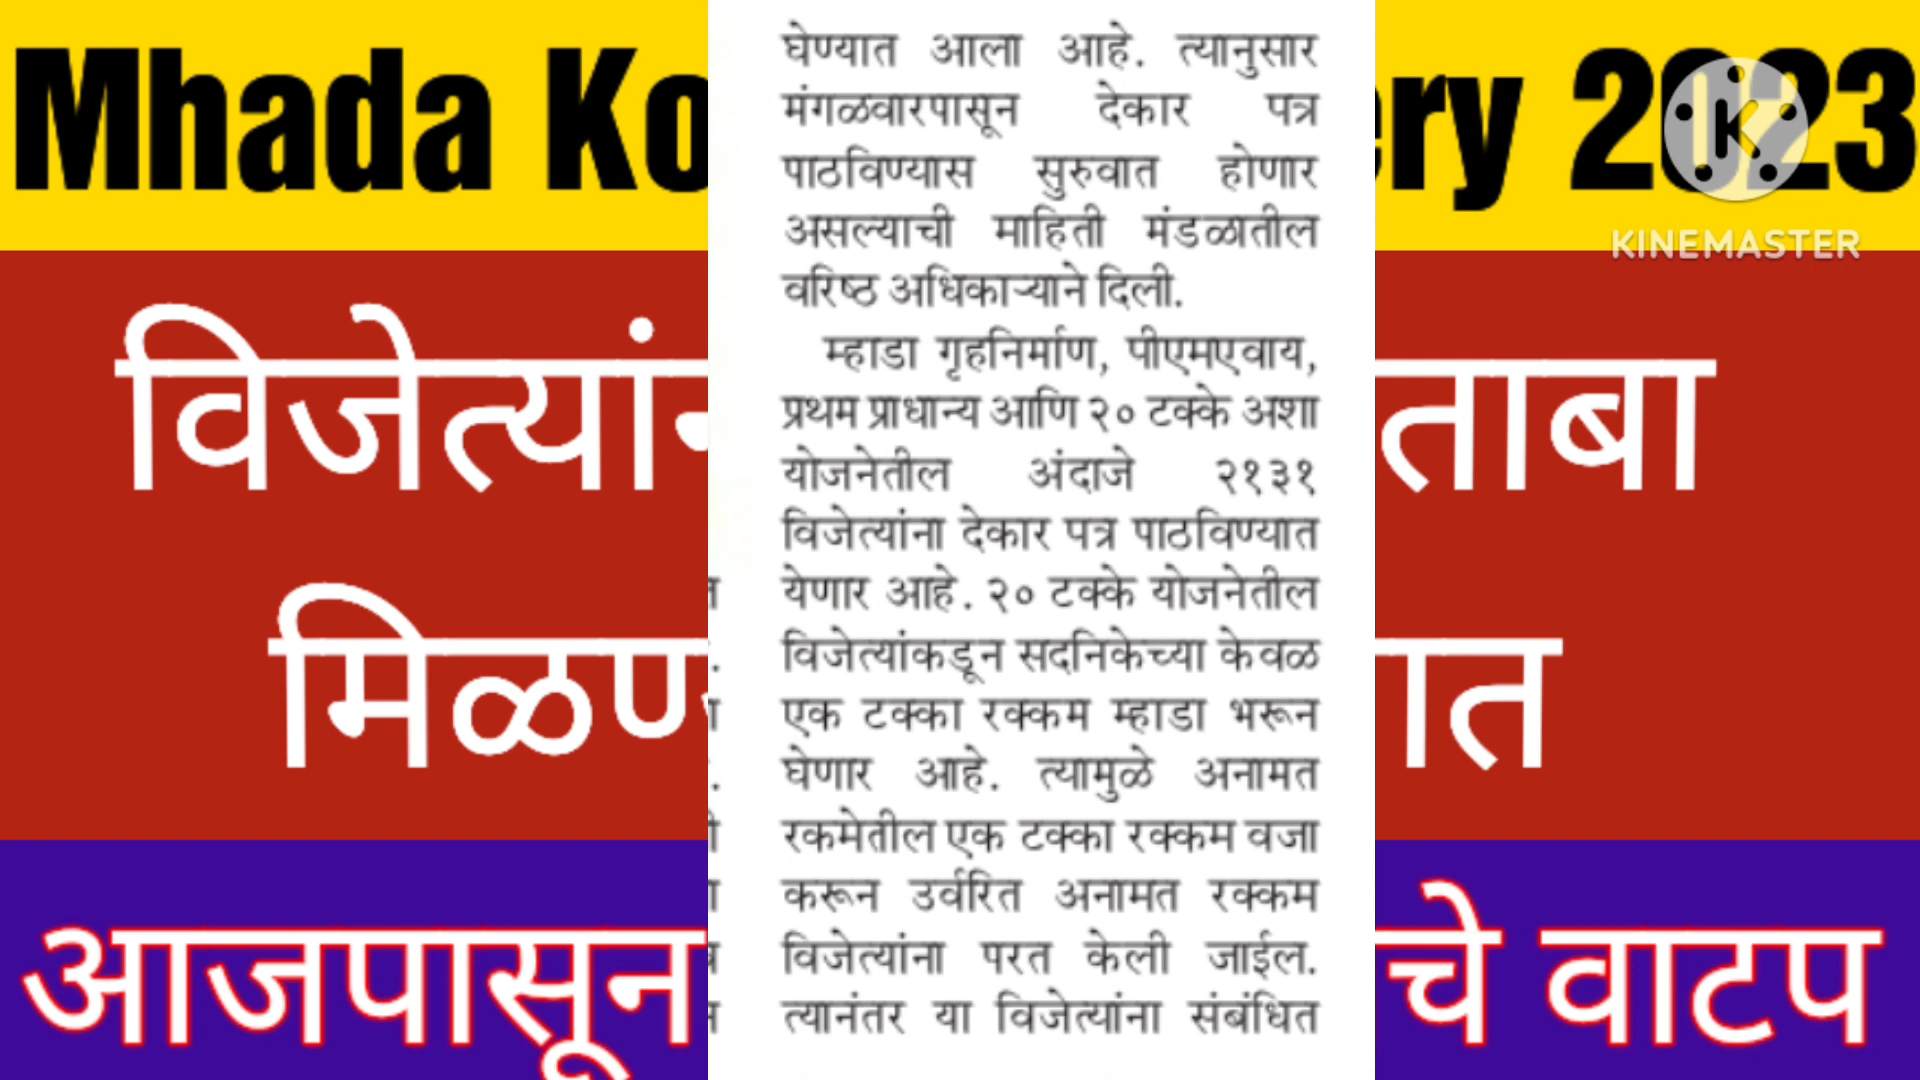 Mhada Ko
ery 2023
KINEMASTER
घेण्यात आला आहे. त्यानुसार
मंगळवारपासून देकार पत्र
पाठविण्यास सुरुवात होणार
असल्याची माहिती मंडळातील
वरिष्ठ अधिकाऱ्याने दिली.
म्हाडा गृहनिर्माण, पीएमएवाय,
प्रथम प्राधान्य आणि २० टक्के अशा
योजनेतील अंदाजे २१३१
विजेत्यांना देकार पत्र पाठविण्यात
येणार आहे. २० टक्के योजनेतील
विजेत्यांकडून सदनिकेच्या केवळ
एक टक्का रक्कम म्हाडा भरून
घेणार आहे. त्यामुळे अनामत
रकमेतील एक टक्का रक्कम वजा
करून उर्वरित अनामत रक्कम
विजेत्यांना परत केली जाईल.
त्यानंतर या विजेत्यांना संबंधित
विजेत्यां
ताबा
मिळण
ात
आजपासून
चे वाटप